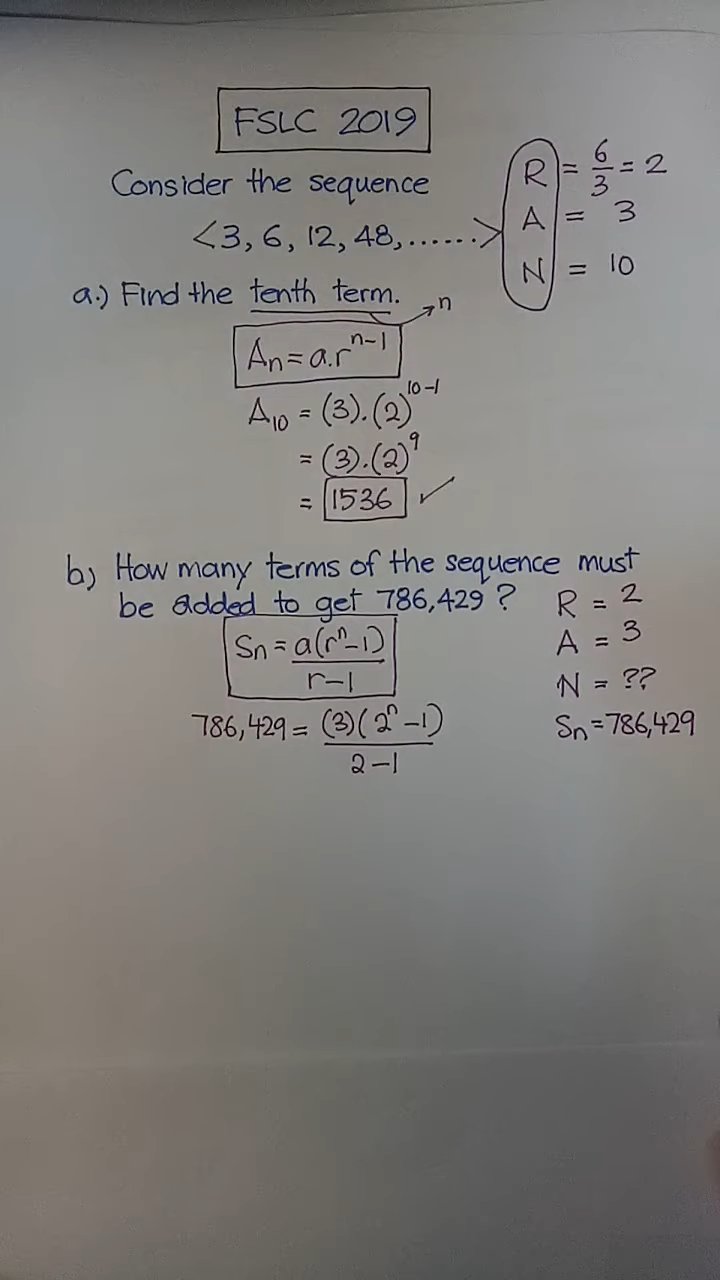 FSLC 2019
Consider the sequence
<3, 6, 12, 48, ......>
R = 6/3 = 2
A = 3
N = 10
a.) Find the tenth term.
n
An = a.r^n-1
A10 = (3).(2)^10-1
= (3).(2)^9
= 1536 ✓
b) How many terms of the sequence must
be added to get 786,429?
R = 2
A = 3
N = ??
Sn = 786,429
Sn = a(r^n-1)/r-1
786,429 = (3)(2^n-1)/2-1